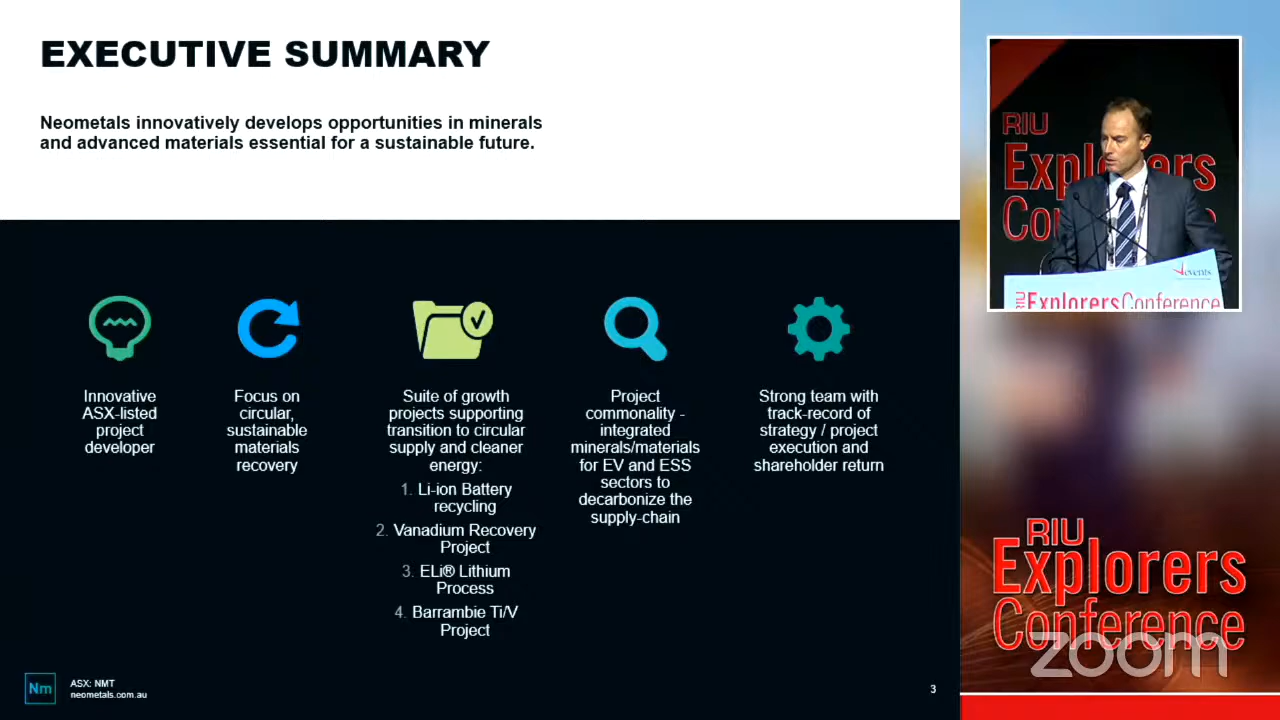 EXECUTIVE SUMMARY
Neometals innovatively develops opportunities in minerals
and advanced materials essential for a sustainable future.
Innovative
ASX-listed
project
developer
Focus on
circular,
sustainable
materials
recovery
Suite of growth
projects supporting
transition to circular
supply and cleaner
energy:
1. Li-ion Battery
recycling
2. Vanadium Recovery
Project
3. ELi® Lithium
Process
4. Barrambie Ti/V
Project
Project
commonality -
integrated
minerals/materials
for EV and ESS
sectors to
decarbonize the
supply-chain
Strong team with
track-record of
strategy / project
execution and
shareholder return
Nm
ASX: NMT
neometals.com.au
3
RIU
Explorers
events
RIU ExplorersConference
RIU
Explorers
Conference
zoom